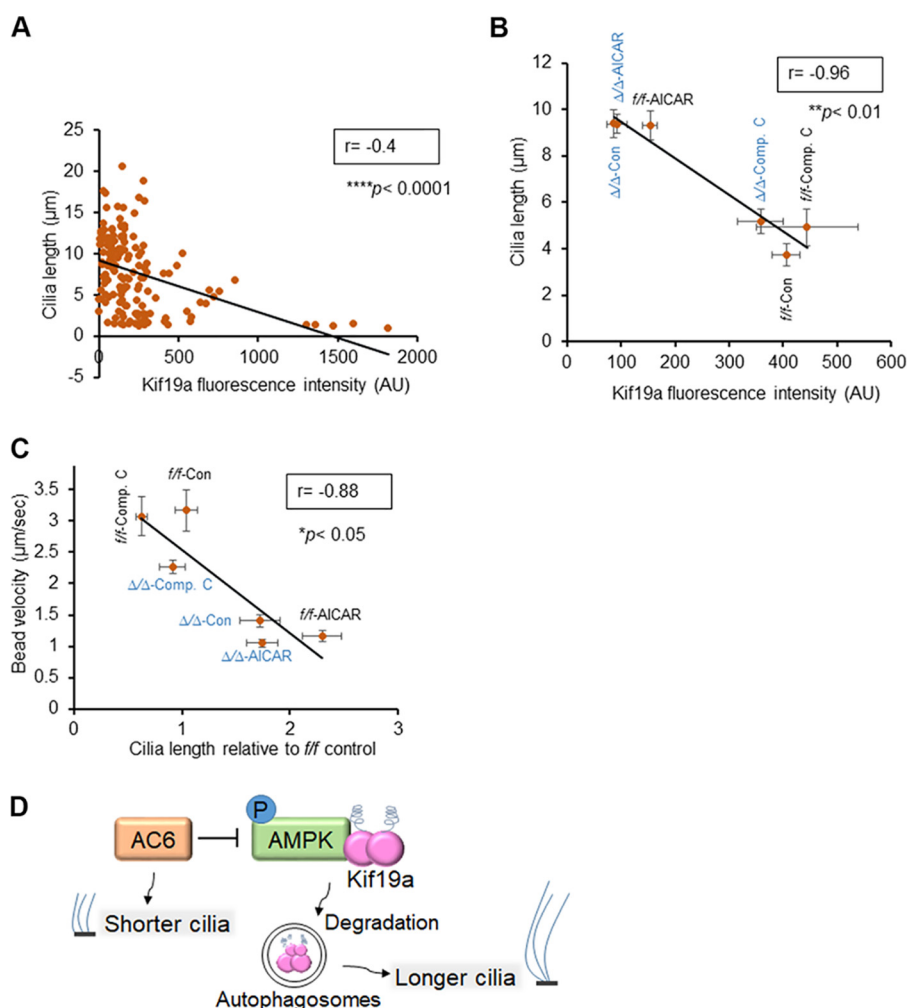 A
r= -0.4
****p< 0.0001
25
20
15
10
5
0
-5
0 500 1000 1500 2000
Cilia length (µm)
Kif19a fluorescence intensity (AU)
B
r= -0.96
**p< 0.01
12
10
8
6
4
2
0
0 100 200 300 400 500 600
Cilia length (µm)
Kif19a fluorescence intensity (AU)
Δ/Δ-AICAR
f/f-AICAR
Δ/Δ-Con
Δ/Δ-Comp. C
f/f-Comp. C
f/f-Con
C
r= -0.88
*p< 0.05
3.5
3
2.5
2
1.5
1
0.5
0
0 1 2 3
Bead velocity (µm/sec)
Cilia length relative to f/f control
f/f-Comp. C
f/f-Con
Δ/Δ-Comp. C
Δ/Δ-Con
f/f-AICAR
Δ/Δ-AICAR
D
P
AC6
AMPK
Kif19a
Shorter cilia
Degradation
Autophagosomes
Longer cilia